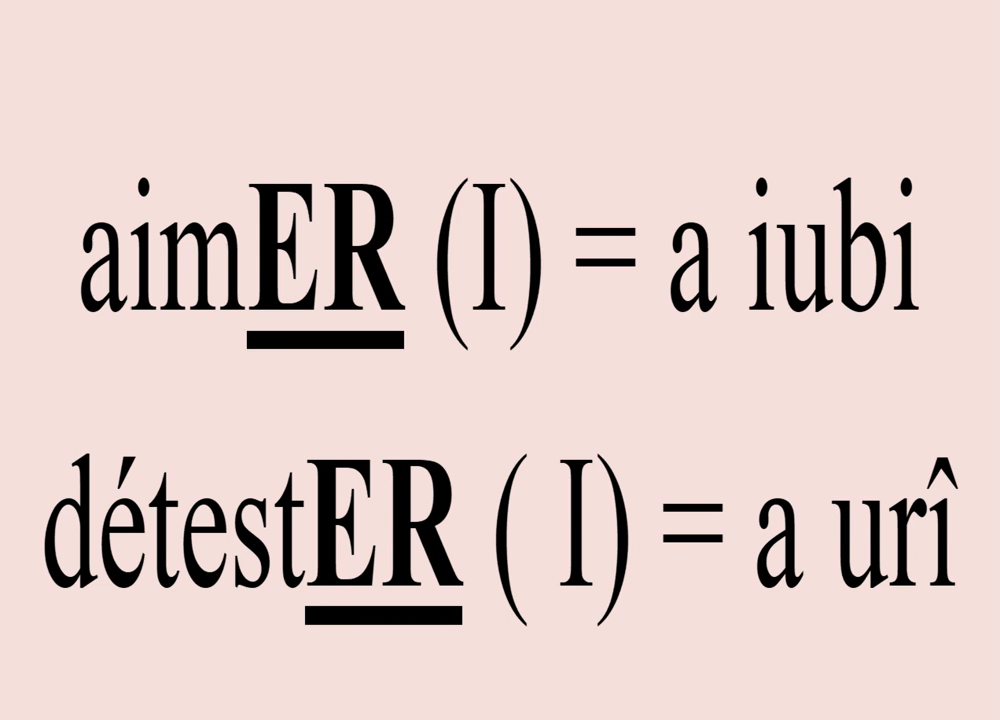 aimER (I) = a iubi
détestER ( I) = a urî